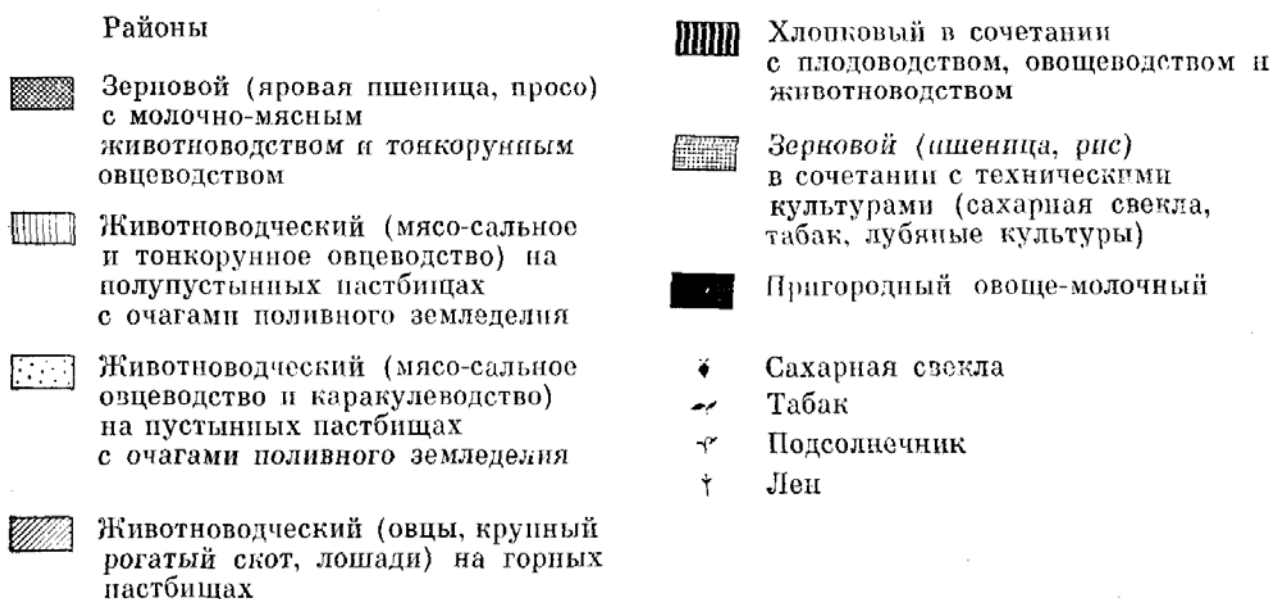 Районы
Зерновой (яровая пшеница, просо)
с молочно-мясным
животноводством и тонкорунным
овцеводством
Животноводческий (мясо-сальное
и тонкорунное овцеводство) на
полупустынных пастбищах
с очагами поливного земледелия
Животноводческий (мясо-сальное
овцеводство и каракулеводство)
на пустынных пастбищах
с очагами поливного земледелия
Животноводческий (овцы, крупный
рогатый скот, лошади) на горных
пастбищах
Хлопковый в сочетании
с плодоводством, овощеводством и
животноводством
Зерновой (пшеница, рис)
в сочетании с техническими
культурами (сахарная свекла,
табак, лубяные культуры)
Пригородный овоще-молочный
Сахарная свекла
Табак
Подсолнечник
Лен